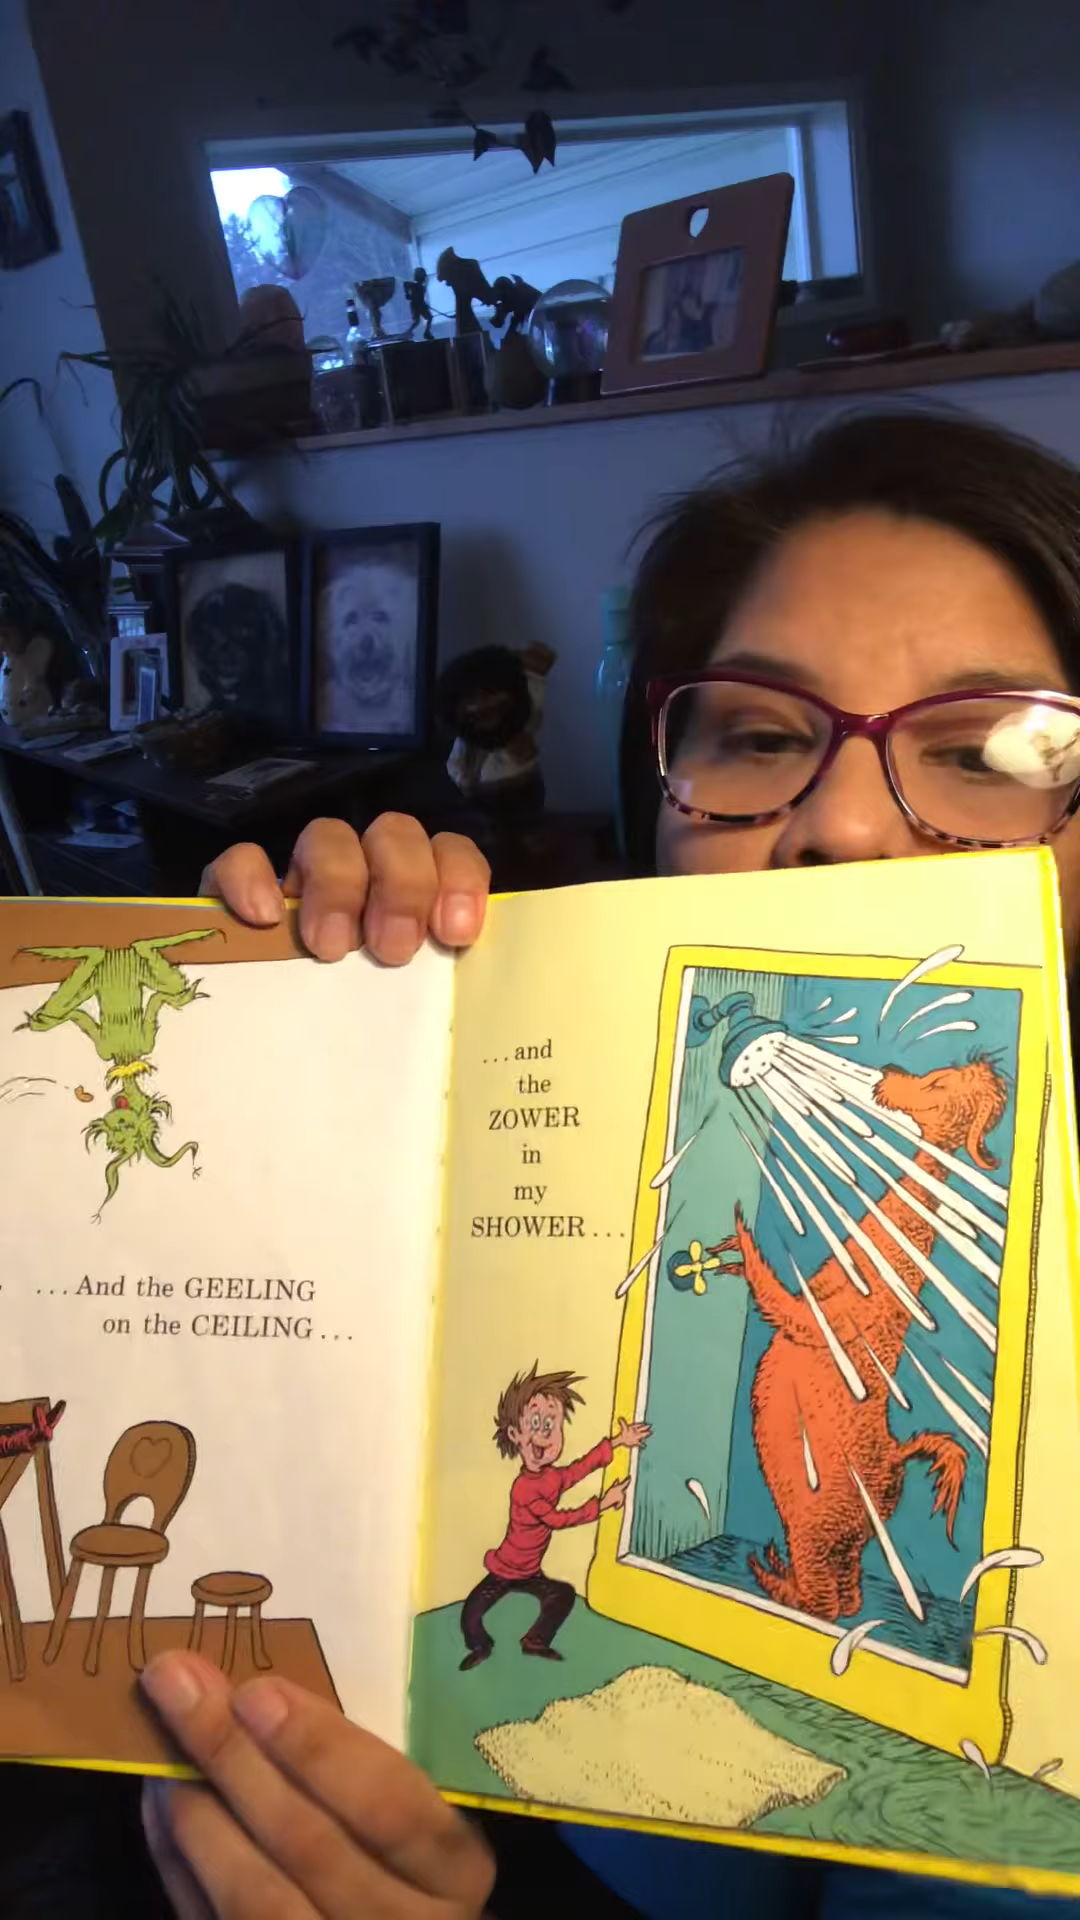 ...And the GEELING
on the CEILING...
...and
the
ZOWER
in
my
SHOWER...